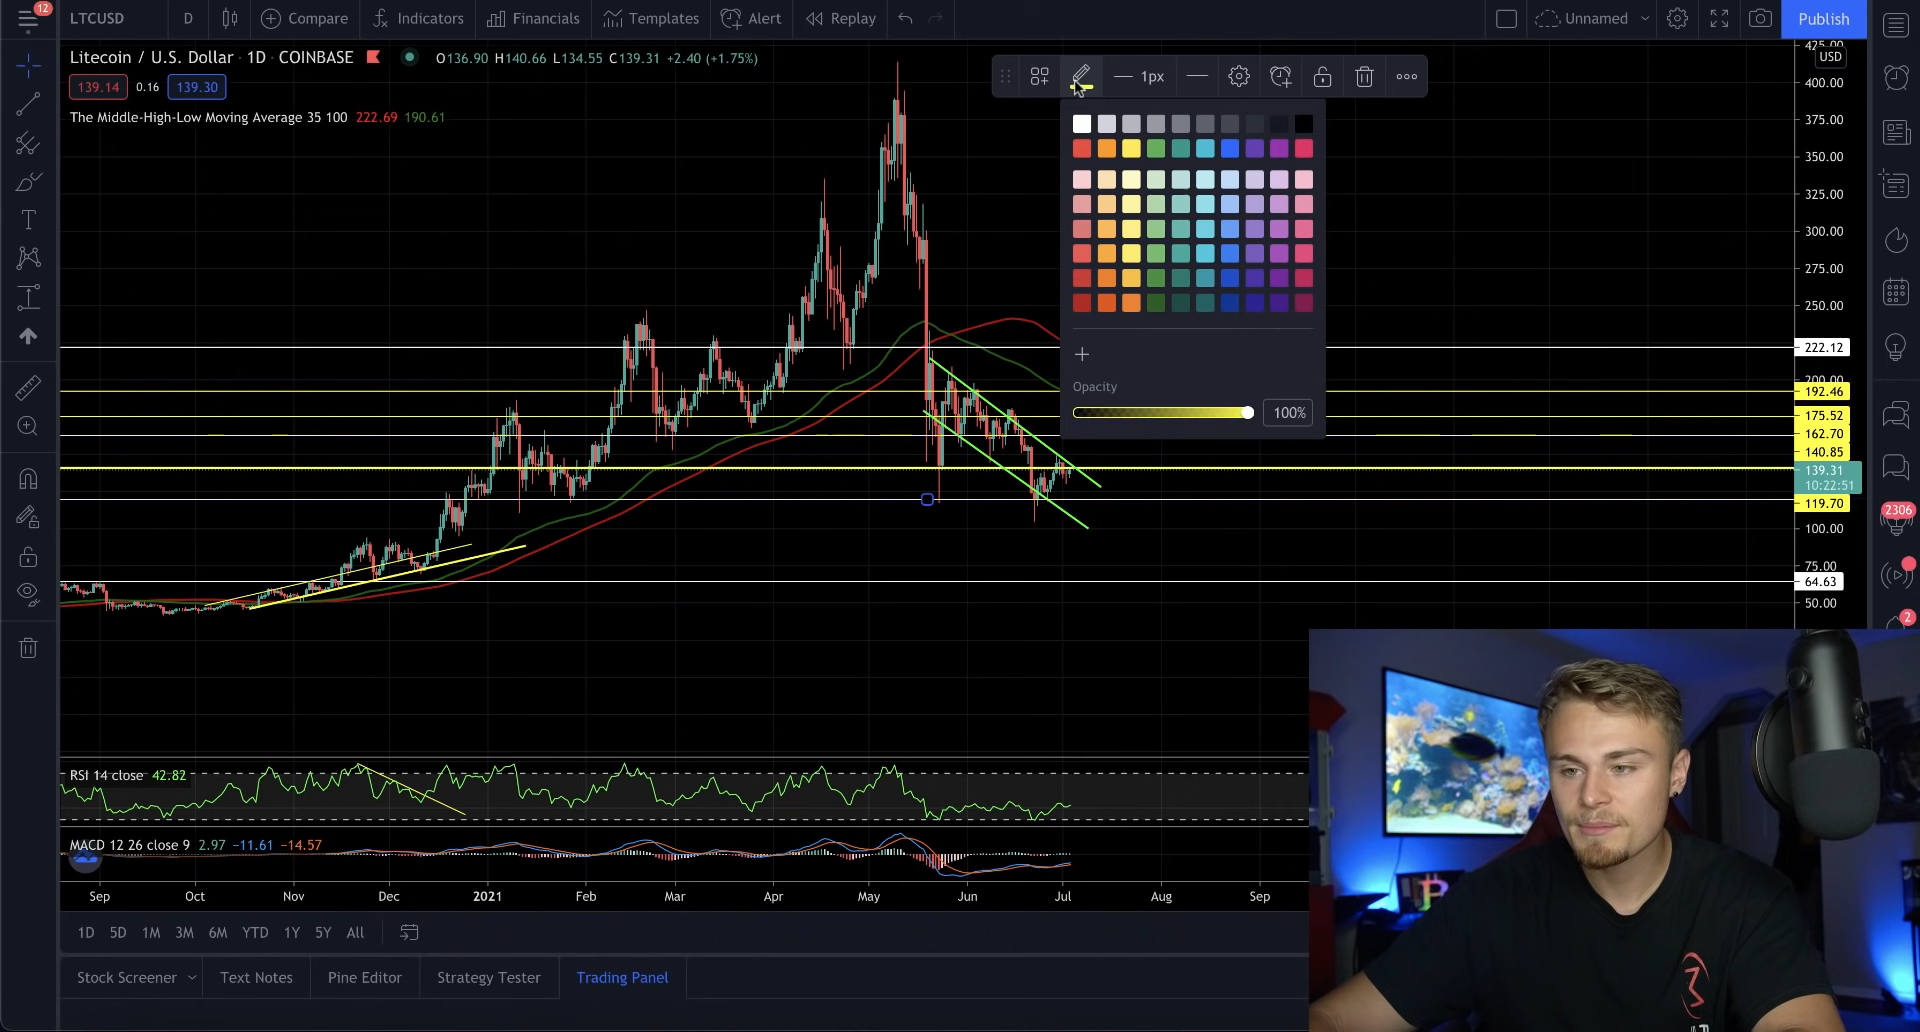 12
LTCUSD D Compare Indicators Financials Templates Alert Replay Unnamed Publish
Litecoin / U.S. Dollar · 1D · COINBASE O136.90 H140.66 L134.55 C139.31 +2.40 (+1.75%)
139.14 0.16 139.30
The Middle-High-Low Moving Average 35 100 222.69 190.61
1px
Opacity
100%
425.00
USD
400.00
375.00
350.00
325.00
300.00
275.00
250.00
222.12
200.00
192.46
175.52
162.70
140.85
139.31
10:22:51
119.70
100.00
75.00
64.63
50.00
2306
2
RSI 14 close 42.82
MACD 12 26 close 9 2.97 −11.61 −14.57
Sep Oct Nov Dec 2021 Feb Mar Apr May Jun Jul Aug Sep
1D 5D 1M 3M 6M YTD 1Y 5Y All
Stock Screener Text Notes Pine Editor Strategy Tester Trading Panel